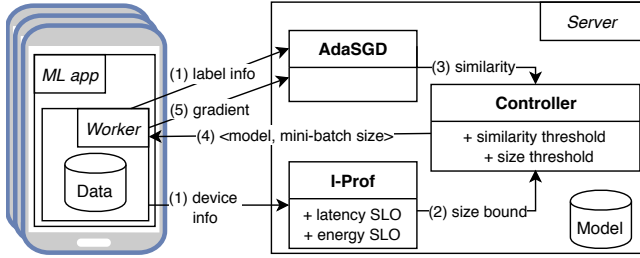 Server
ML app
Worker
Data
(1) label info
(5) gradient
AdaSGD
(3) similarity
Controller
+ similarity threshold
+ size threshold
(4) <model, mini-batch size>
(1) device
info
I-Prof
+ latency SLO
+ energy SLO
(2) size bound
Model